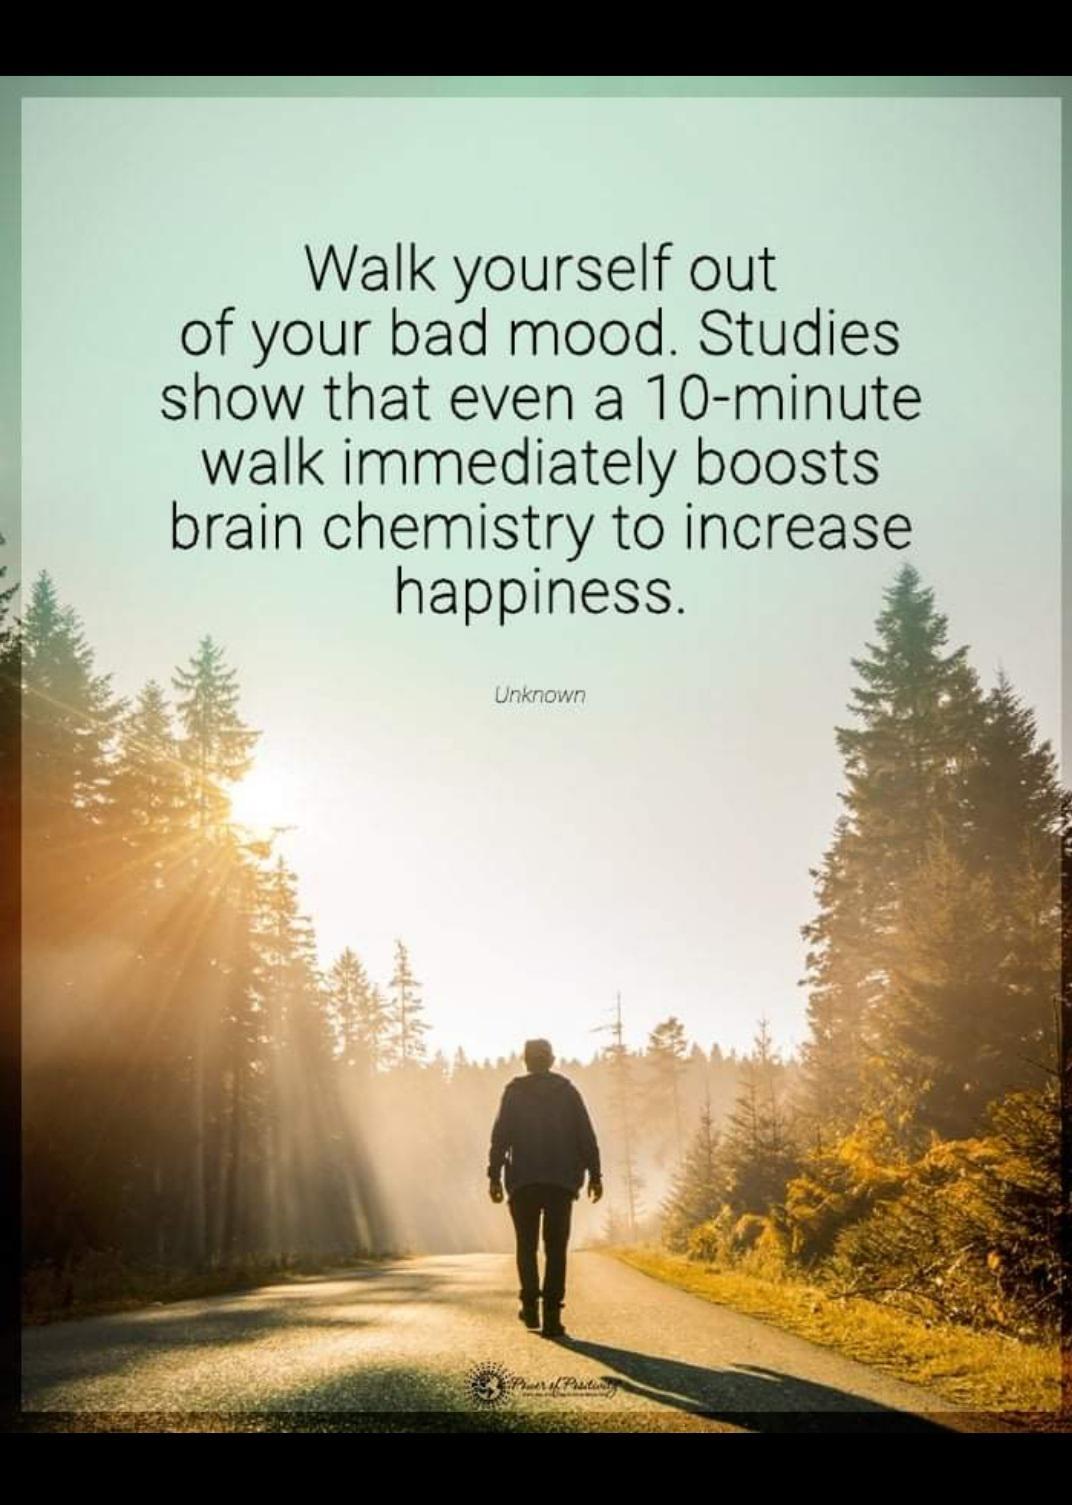 Walk yourself out
of your bad mood. Studies
show that even a 10-minute
walk immediately boosts
brain chemistry to increase
happiness.
Unknown
Power of Positivity